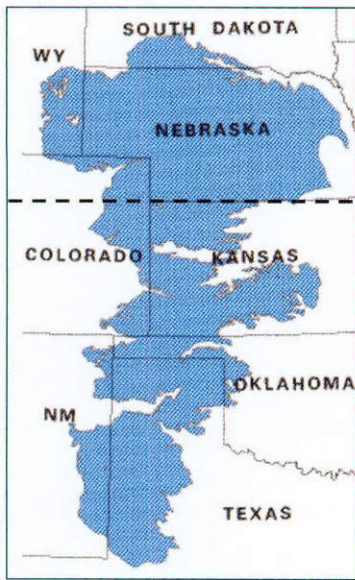 SOUTH DAKOTA
WY
NEBRASKA
COLORADO
KANSAS
OKLAHOMA
NM
TEXAS